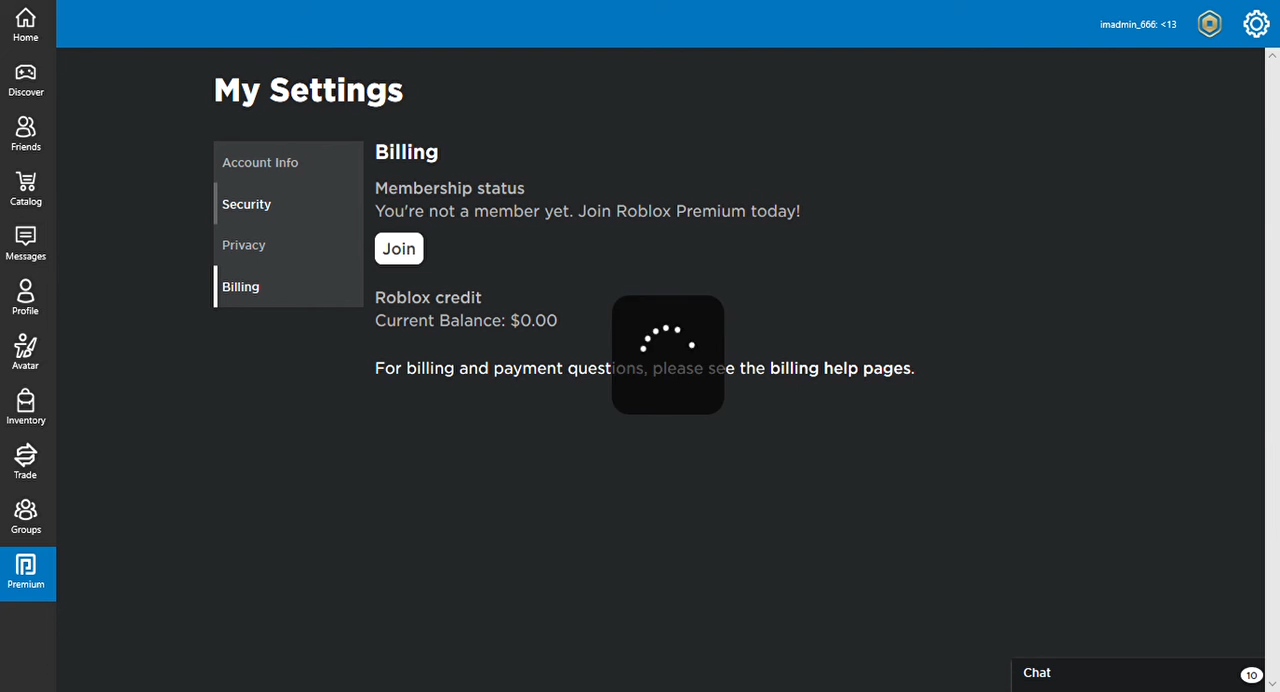 Home
imadmin_666: <13
Discover
Friends
Catalog
Messages
Profile
Avatar
Inventory
Trade
Groups
Premium
My Settings
Account Info
Security
Privacy
Billing
Billing
Membership status
You're not a member yet. Join Roblox Premium today!
Join
Roblox credit
Current Balance: $0.00
For billing and payment questions, please see the billing help pages.
Chat
10